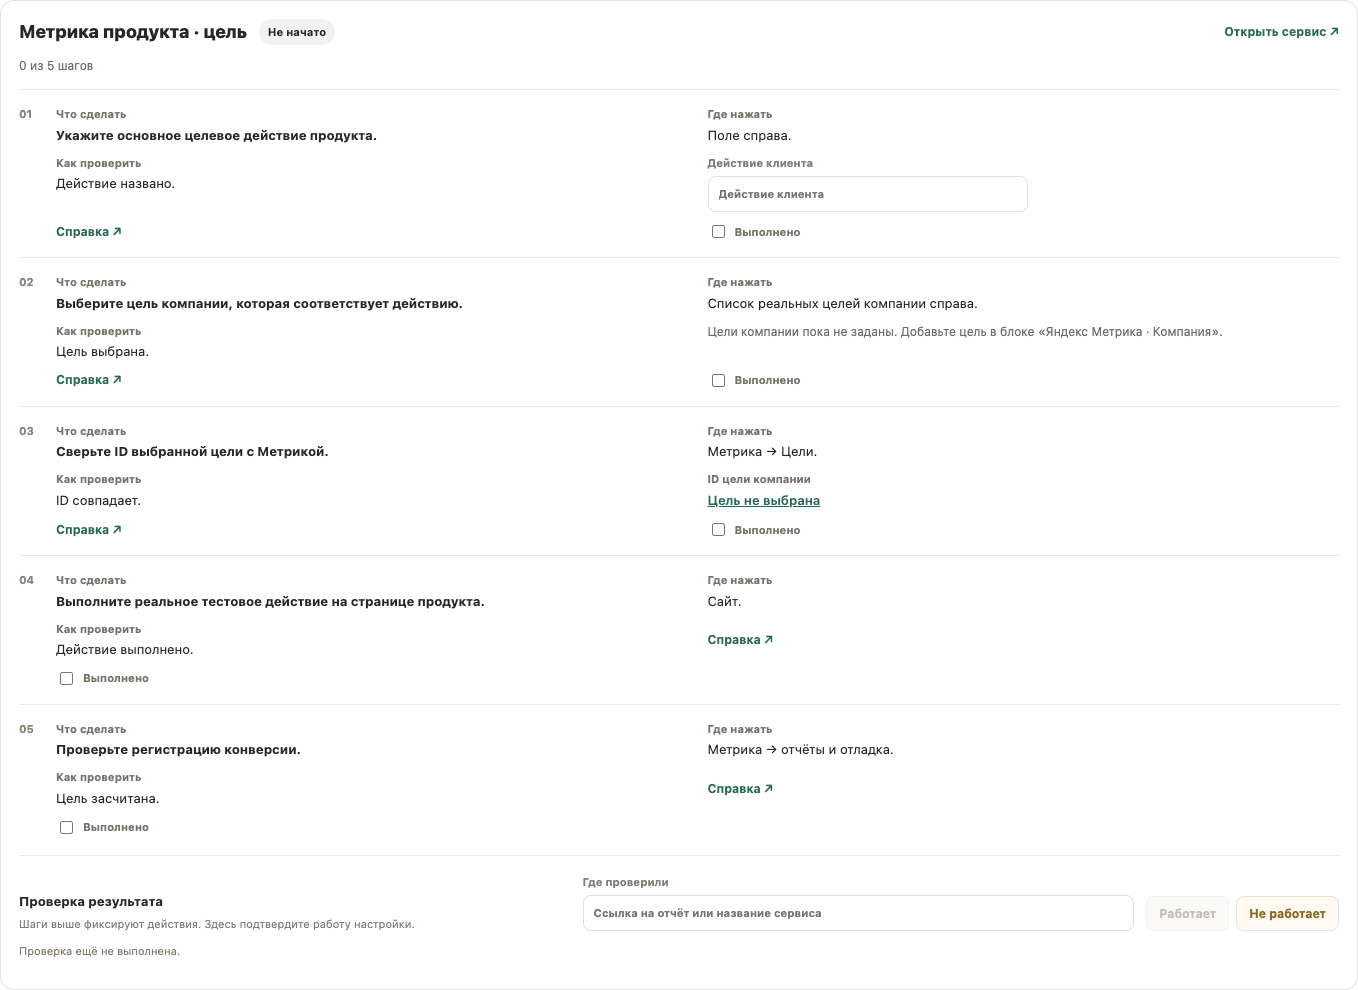 Метрика продукта · цель
Не начато
Открыть сервис ↗
0 из 5 шагов
01
Что сделать
Укажите основное целевое действие продукта.
Как проверить
Действие названо.
Справка ↗
Где нажать
Поле справа.
Действие клиента
Действие клиента
Выполнено
02
Что сделать
Выберите цель компании, которая соответствует действию.
Как проверить
Цель выбрана.
Справка ↗
Где нажать
Список реальных целей компании справа.
Цели компании пока не заданы. Добавьте цель в блоке «Яндекс Метрика · Компания».
Выполнено
03
Что сделать
Сверьте ID выбранной цели с Метрикой.
Как проверить
ID совпадает.
Справка ↗
Где нажать
Метрика → Цели.
ID цели компании
Цель не выбрана
Выполнено
04
Что сделать
Выполните реальное тестовое действие на странице продукта.
Как проверить
Действие выполнено.
Выполнено
Где нажать
Сайт.
Справка ↗
05
Что сделать
Проверьте регистрацию конверсии.
Как проверить
Цель засчитана.
Выполнено
Где нажать
Метрика → отчёты и отладка.
Справка ↗
Проверка результата
Шаги выше фиксируют действия. Здесь подтвердите работу настройки.
Проверка ещё не выполнена.
Где проверили
Ссылка на отчёт или название сервиса
Работает
Не работает